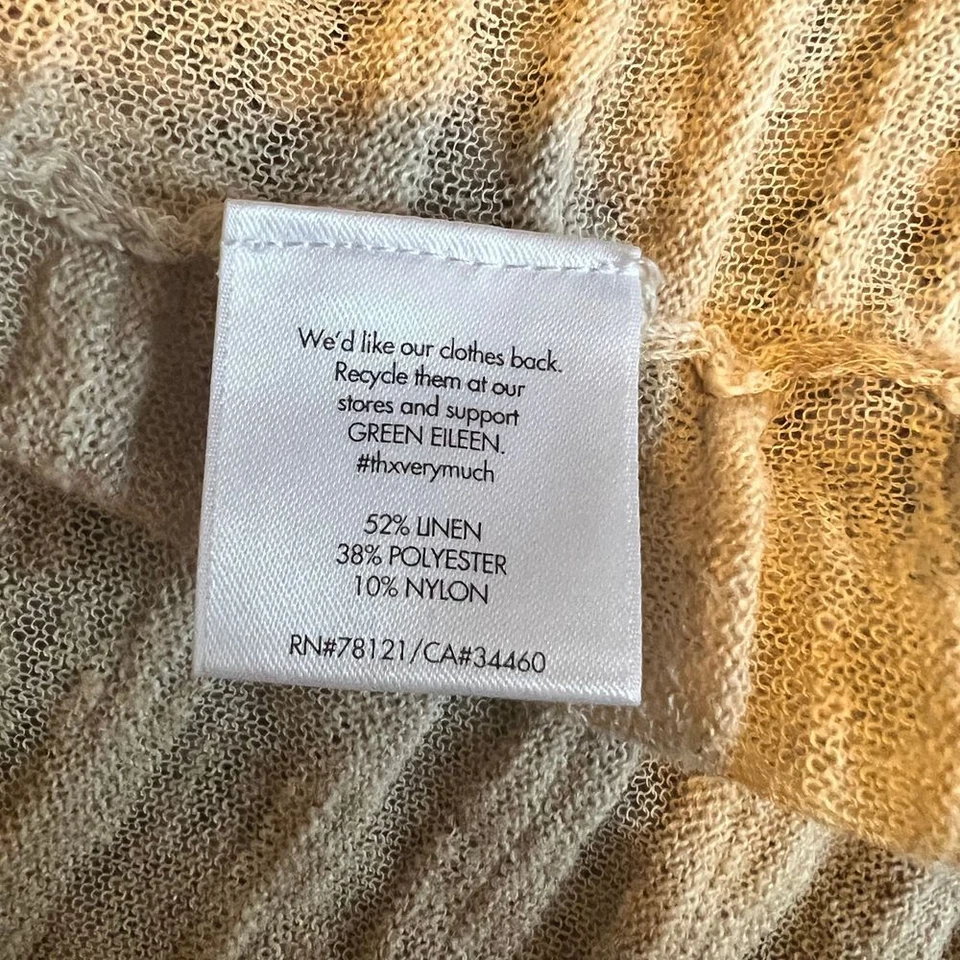 We'd like our clothes back.
Recycle them at our
stores and support
GREEN EILEEN.
#thxverymuch
52% LINEN
38% POLYESTER
10% NYLON
RN#78121/CA#34460